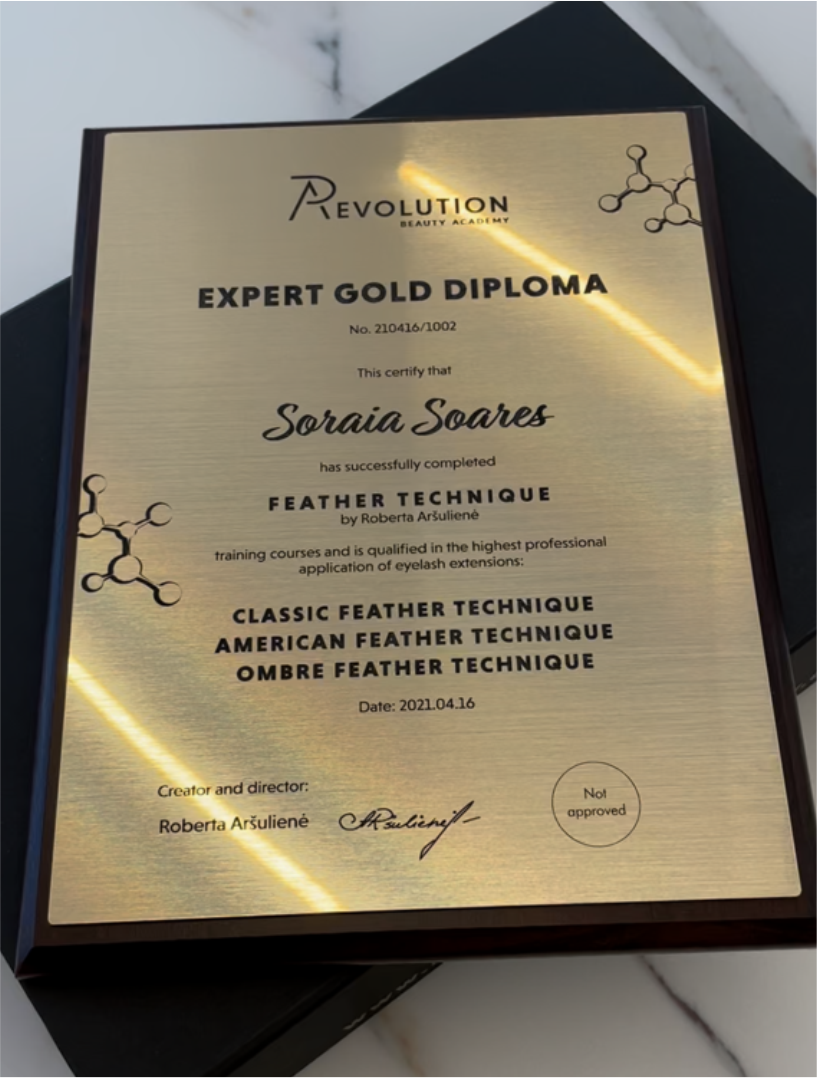 REVOLUTION
BEAUTY ACADEMY
EXPERT GOLD DIPLOMA
No. 210416/1002
This certify that
Soraia Soares
has successfully completed
FEATHER TECHNIQUE
by Roberta Aršulienė
training courses and is qualified in the highest professional
application of eyelash extensions:
CLASSIC FEATHER TECHNIQUE
AMERICAN FEATHER TECHNIQUE
OMBRE FEATHER TECHNIQUE
Date: 2021.04.16
Creator and director:
Roberta Aršulienė
Not
approved